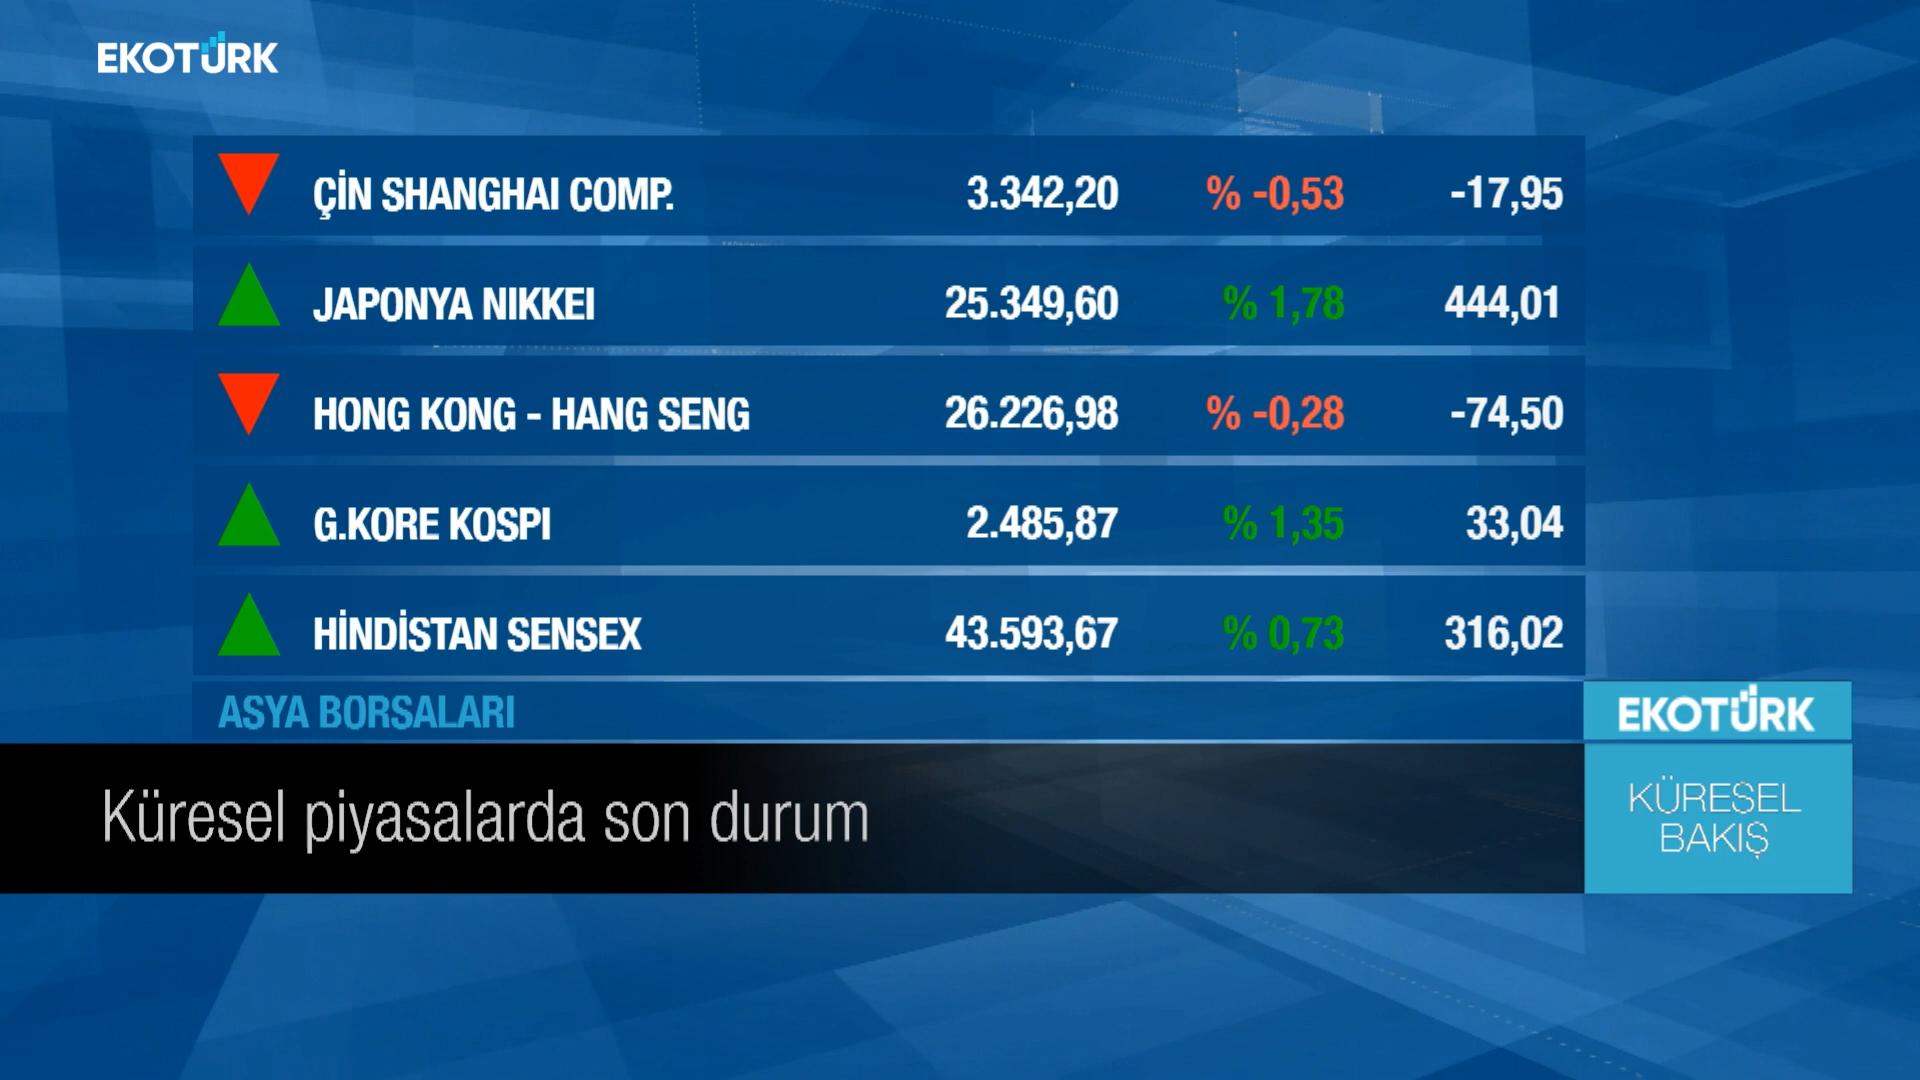 EKOTÜRK
ÇİN SHANGHAI COMP. 3.342,20 % -0,53 -17,95
JAPONYA NIKKEI 25.349,60 % 1,78 444,01
HONG KONG - HANG SENG 26.226,98 % -0,28 -74,50
G.KORE KOSPI 2.485,87 % 1,35 33,04
HİNDİSTAN SENSEX 43.593,67 % 0,73 316,02
ASYA BORSALARI
EKOTÜRK
Küresel piyasalarda son durum
KÜRESEL
BAKIŞ